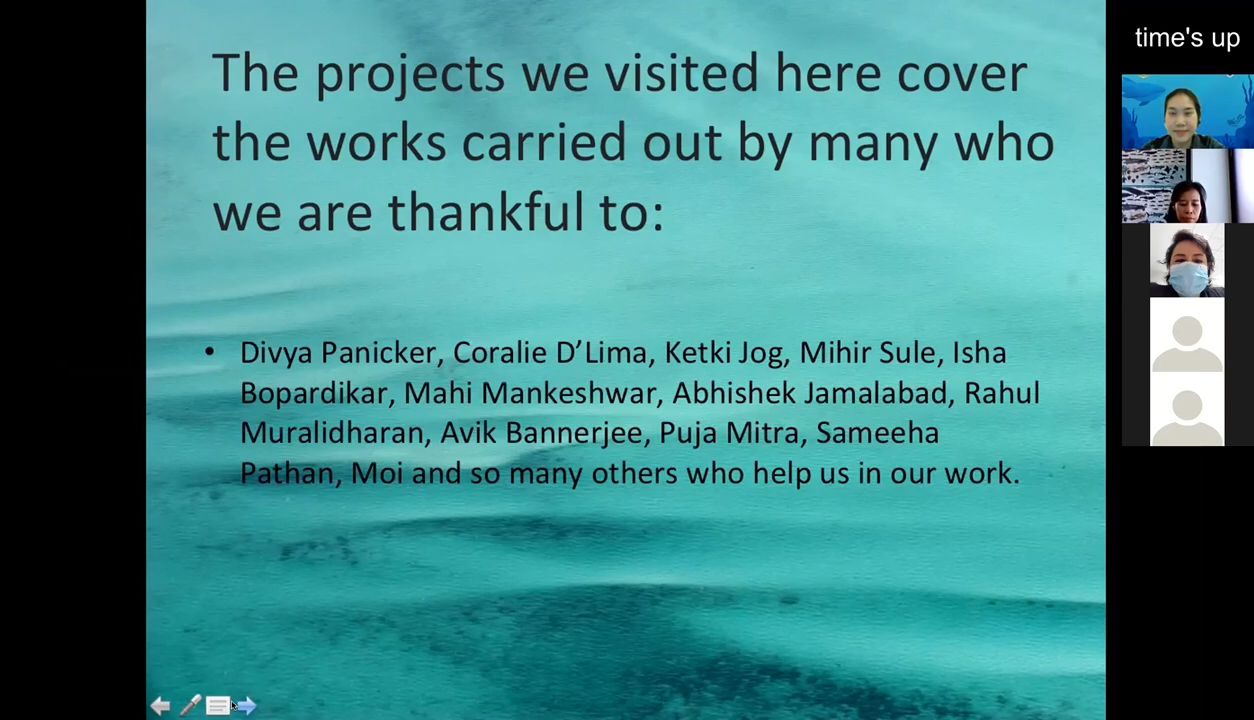 The projects we visited here cover
the works carried out by many who
we are thankful to:
• Divya Panicker, Coralie D’Lima, Ketki Jog, Mihir Sule, Isha
Bopardikar, Mahi Mankeshwar, Abhishek Jamalabad, Rahul
Muralidharan, Avik Bannerjee, Puja Mitra, Sameeha
Pathan, Moi and so many others who help us in our work.
time's up